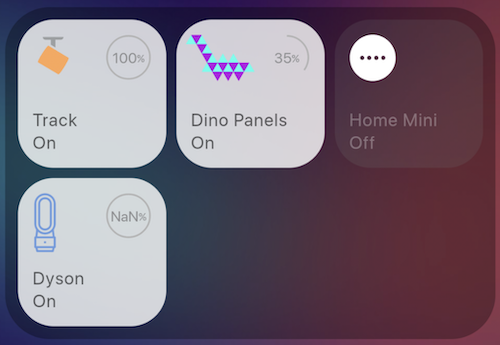 100%
Track
On
35%
Dino Panels
On
Home Mini
Off
NaN%
Dyson
On